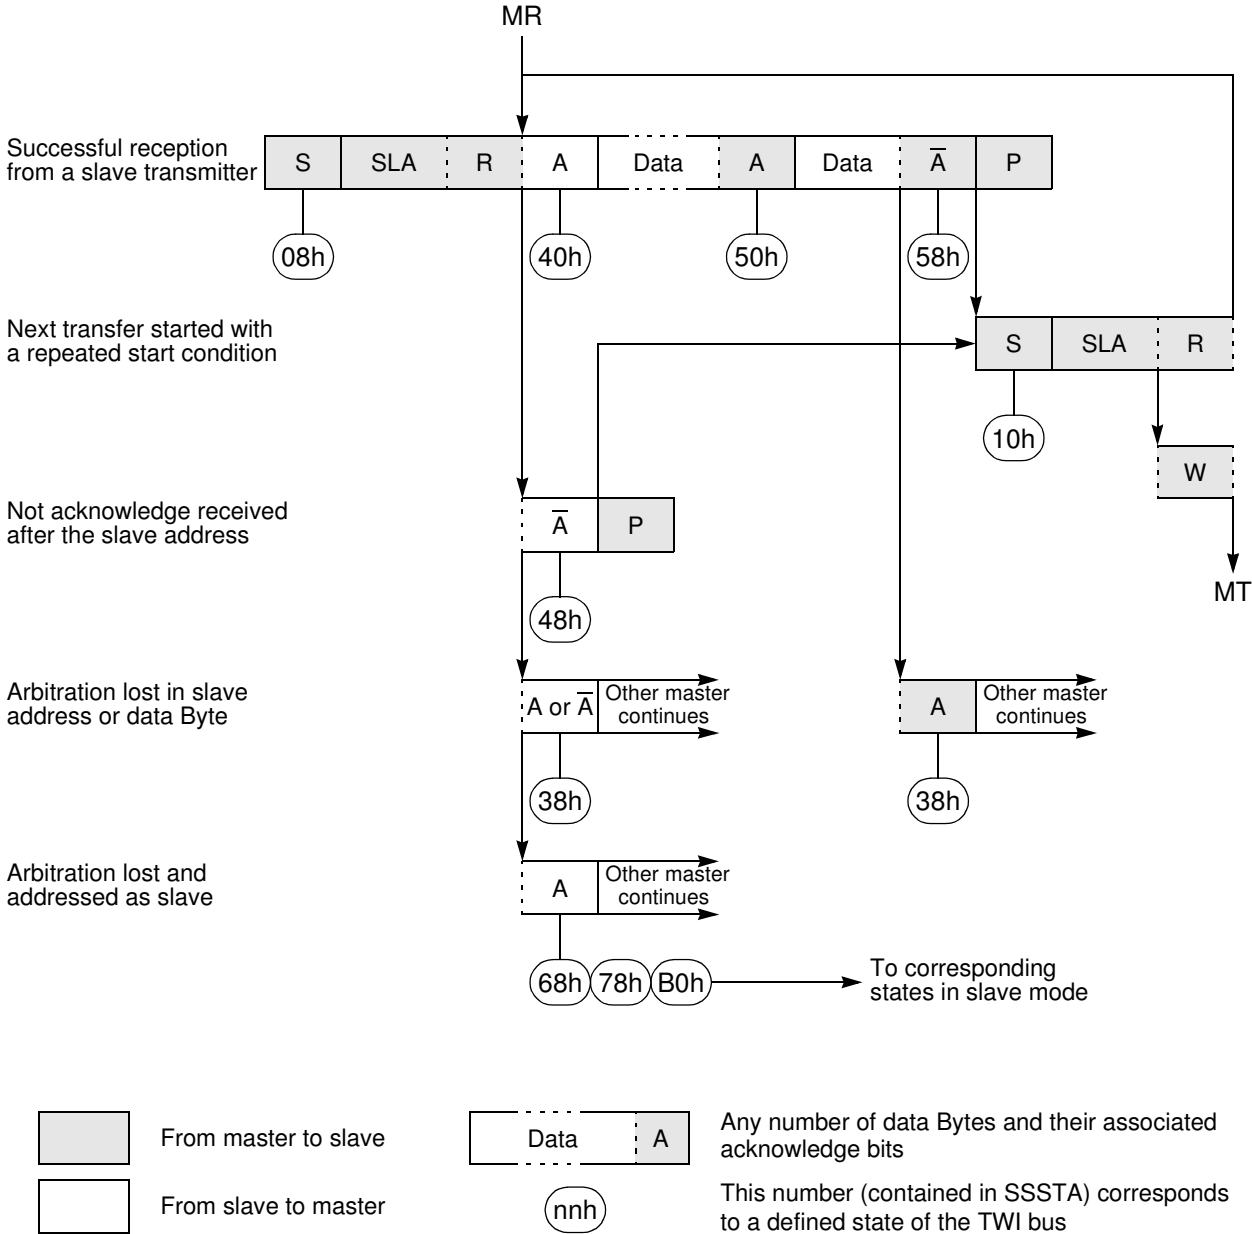 MR
Successful reception
from a slave transmitter
S SLA R A Data A Data A̅ P
08h 40h 50h 58h
Next transfer started with
a repeated start condition
S SLA R
10h
W
MT
Not acknowledge received
after the slave address
A̅ P
48h
Arbitration lost in slave
address or data Byte
A or A̅ Other master
continues
A Other master
continues
38h 38h
Arbitration lost and
addressed as slave
A Other master
continues
68h 78h B0h
To corresponding
states in slave mode
From master to slave
Data A
Any number of data Bytes and their associated
acknowledge bits
From slave to master
nnh
This number (contained in SSSTA) corresponds
to a defined state of the TWI bus